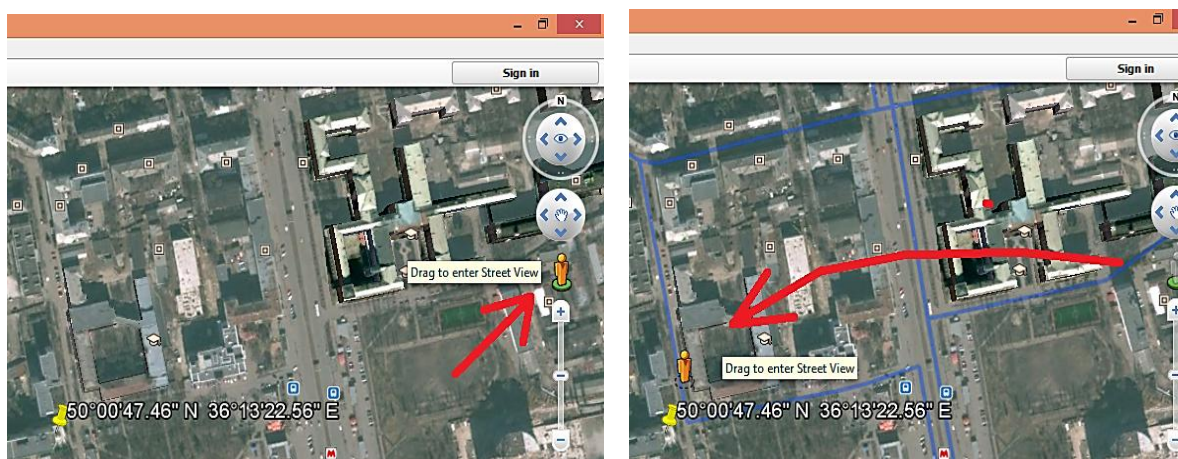 Sign in
N
Drag to enter Street View
50°00'47.46" N 36°13'22.56" E
M
Sign in
N
Drag to enter Street View
50°00'47.46" N 36°13'22.56" E
M